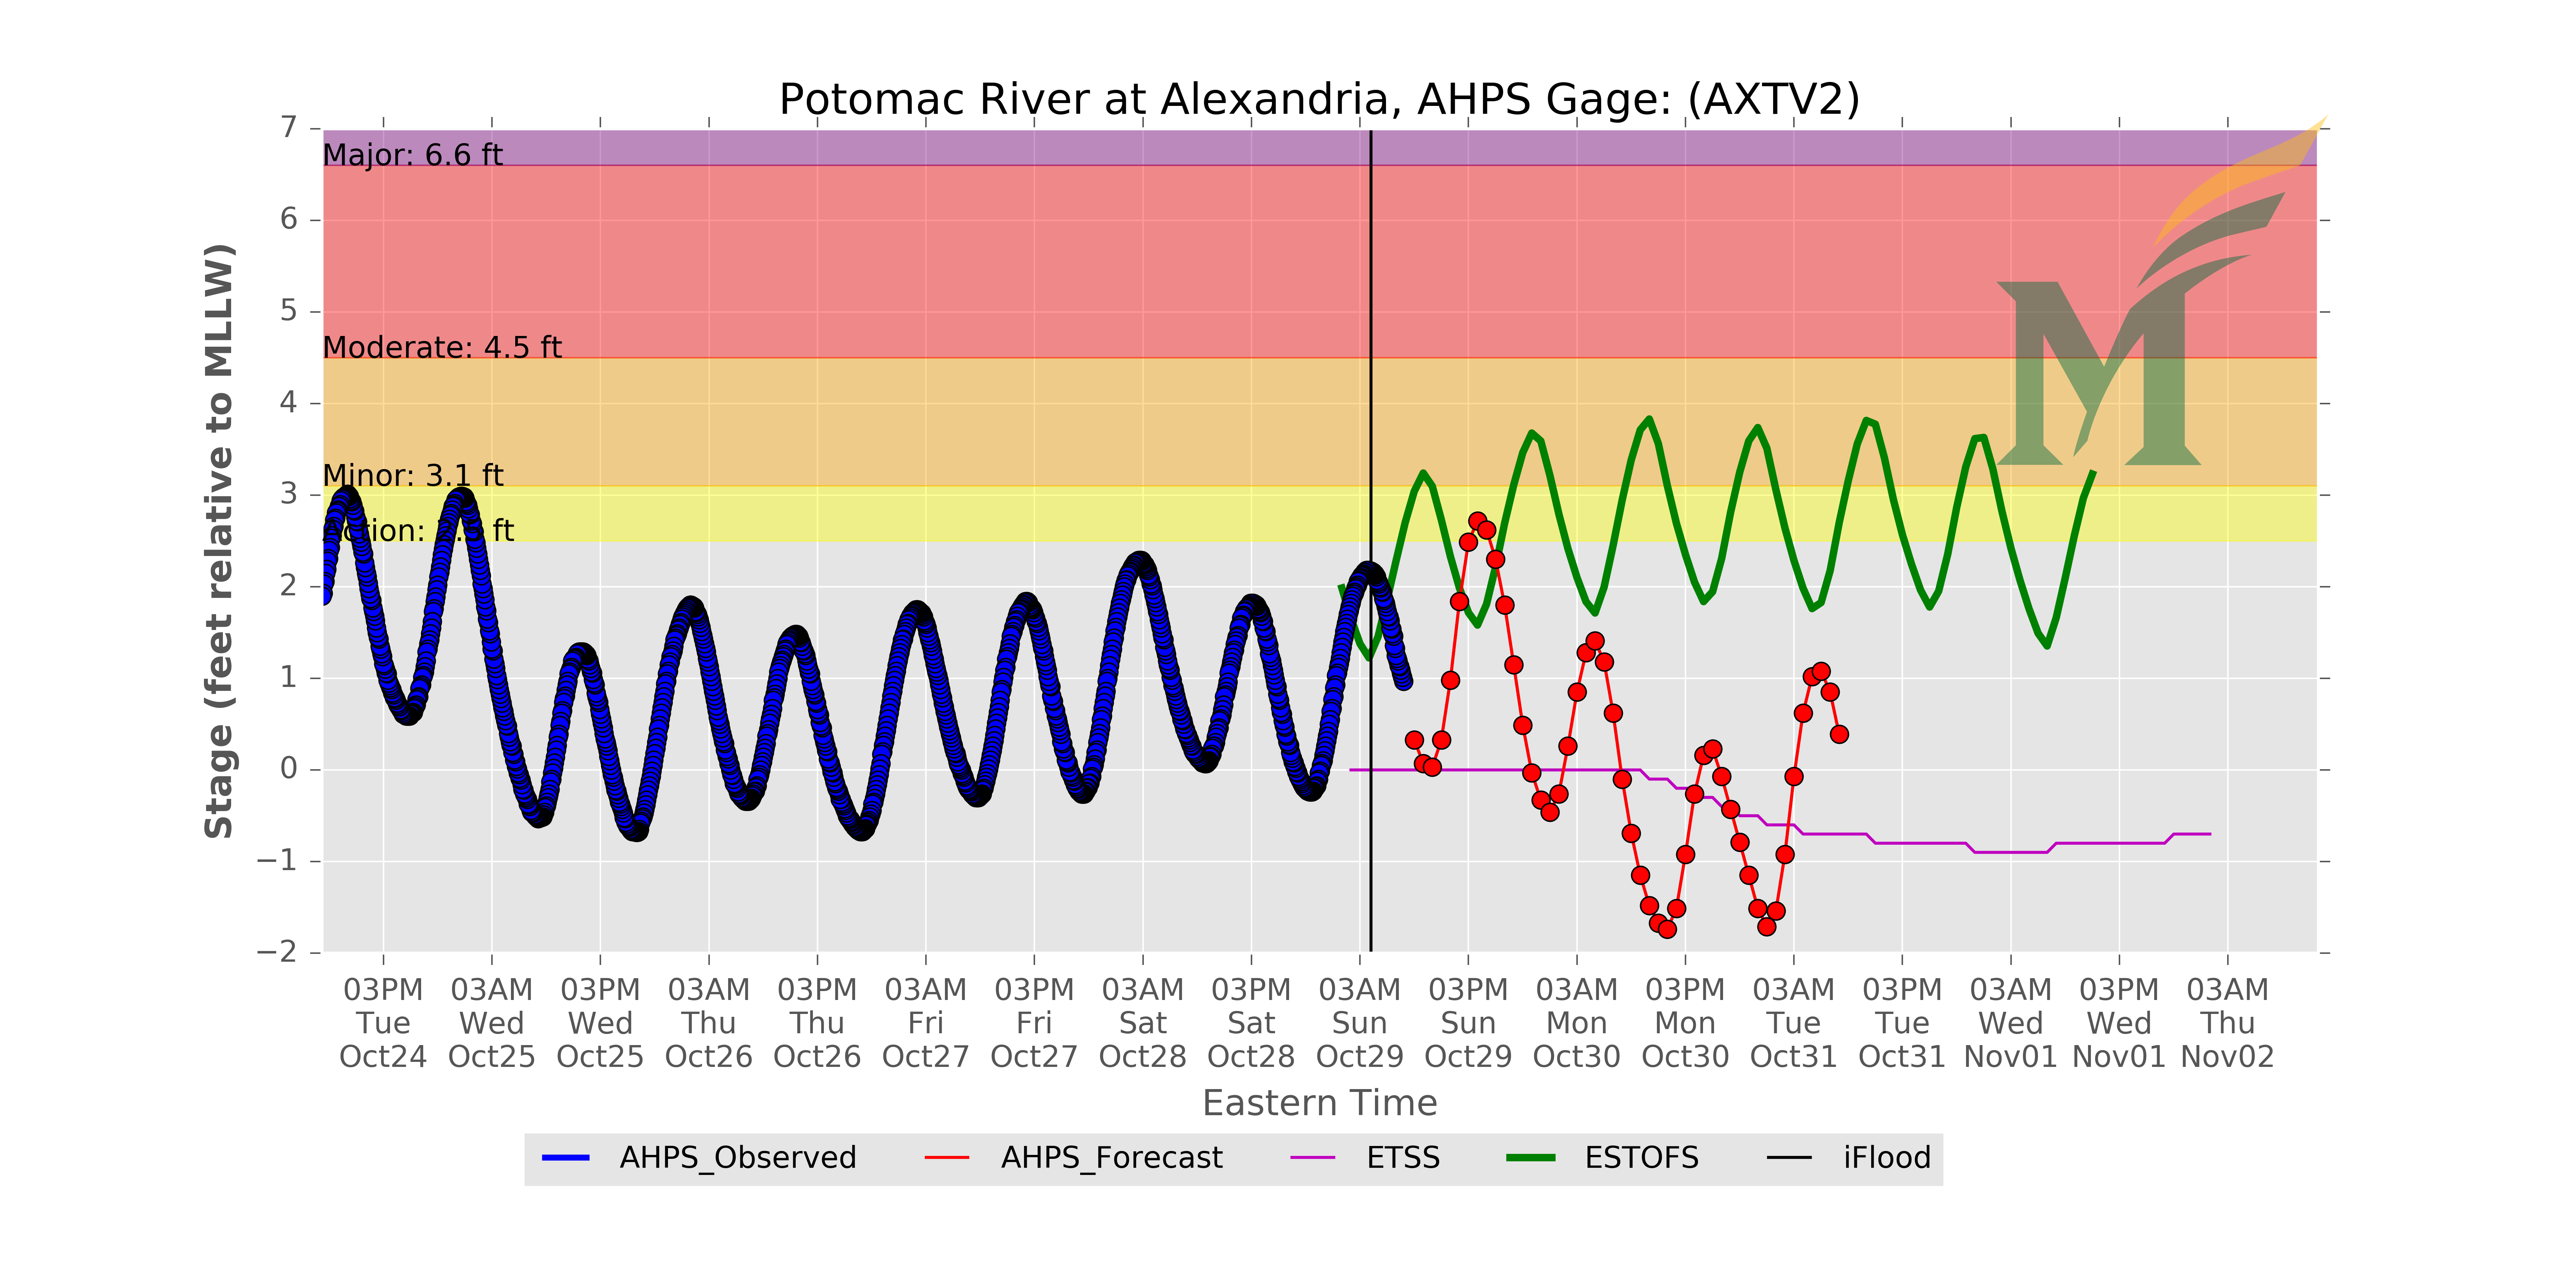 Potomac River at Alexandria, AHPS Gage: (AXTV2)
7
6
5
4
3
2
1
0
−1
−2
Stage (feet relative to MLLW)
Major: 6.6 ft
Moderate: 4.5 ft
Minor: 3.1 ft
ft
M
03PM 03AM 03PM 03AM 03PM 03AM 03PM 03AM 03PM 03AM 03PM 03AM 03PM 03AM 03PM 03AM 03PM 03AM
Tue Wed Wed Thu Thu Fri Fri Sat Sat Sun Sun Mon Mon Tue Tue Wed Wed Thu
Oct24 Oct25 Oct25 Oct26 Oct26 Oct27 Oct27 Oct28 Oct28 Oct29 Oct29 Oct30 Oct30 Oct31 Oct31 Nov01 Nov01 Nov02
Eastern Time
AHPS_Observed AHPS_Forecast ETSS ESTOFS iFlood